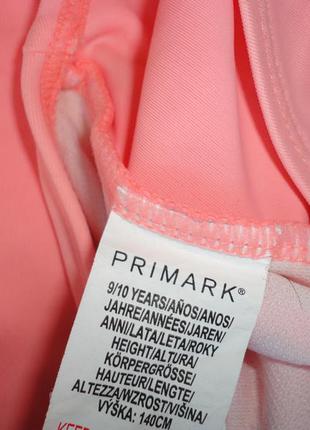 PRIMARK®
9/10 YEARS/AÑOS/ANOS/
JAHRE/ANNÉES/JAREN/
ANNI/LATA/LETA/ROKY
HEIGHT/ALTURA/
KÖRPERGRÖSSE/
HAUTEUR/LENGTE/
ALTEZZA/WZROST/VIŠINA/
VÝŠKA: 140CM
KEEP